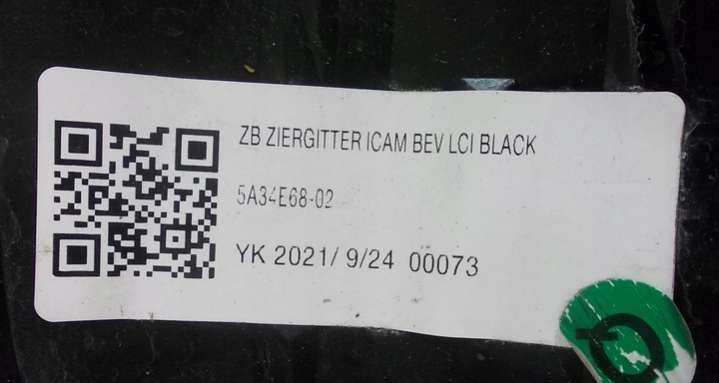 ZB ZIERGITTER ICAM BEV LCI BLACK
5A34E68-02
YK 2021/ 9/24 00073